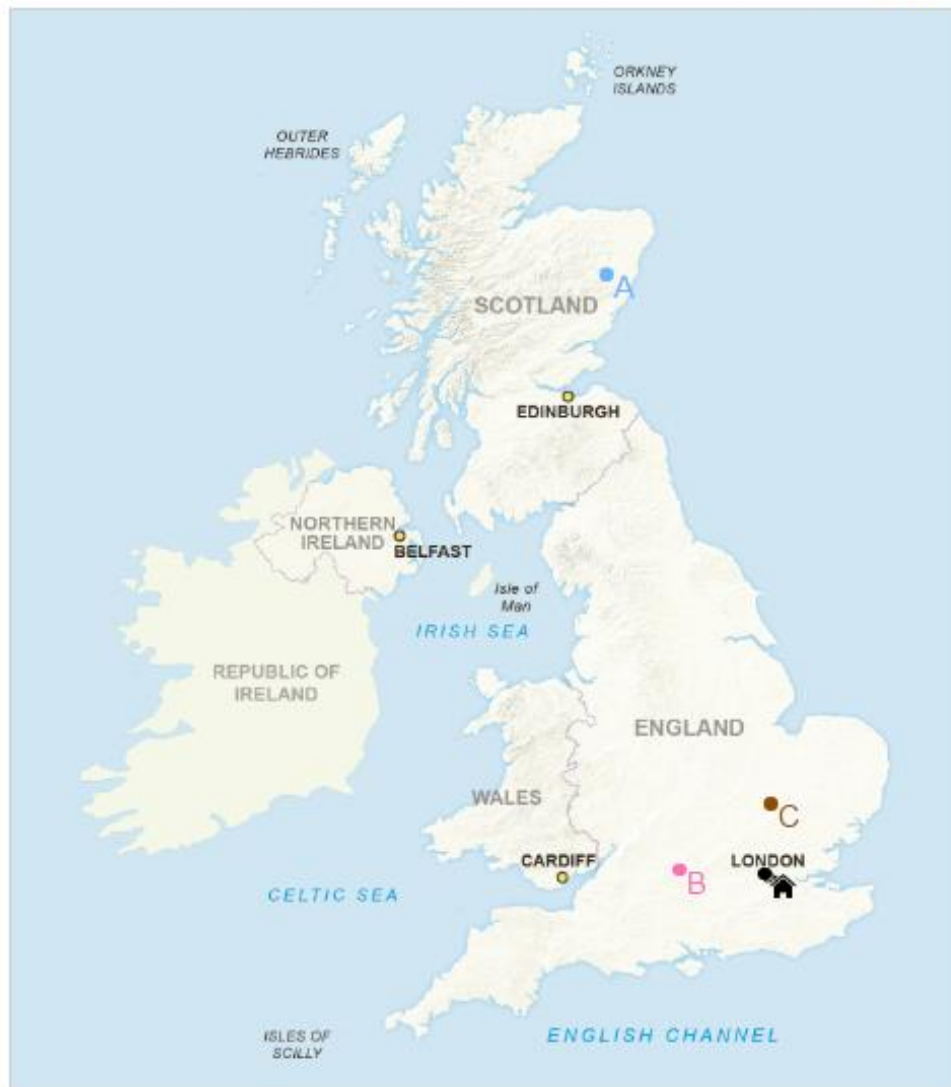 ORKNEY
ISLANDS
OUTER
HEBRIDES
A
SCOTLAND
EDINBURGH
NORTHERN
IRELAND
BELFAST
Isle of
Man
IRISH SEA
REPUBLIC OF
IRELAND
ENGLAND
WALES
C
CARDIFF
LONDON
B
CELTIC SEA
ISLES OF
SCILLY
ENGLISH CHANNEL